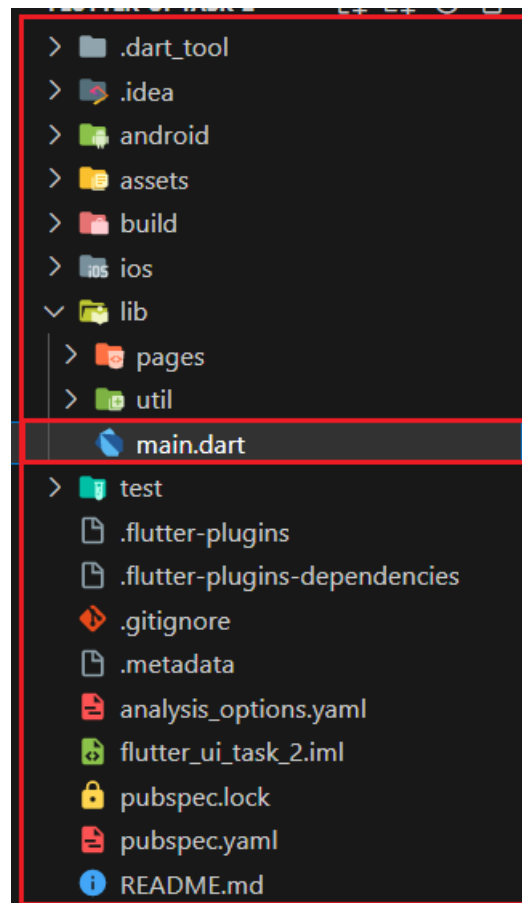 .dart_tool
.idea
android
assets
build
iOS ios
lib
pages
util
main.dart
test
.flutter-plugins
.flutter-plugins-dependencies
.gitignore
.metadata
analysis_options.yaml
flutter_ui_task_2.iml
pubspec.lock
pubspec.yaml
README.md